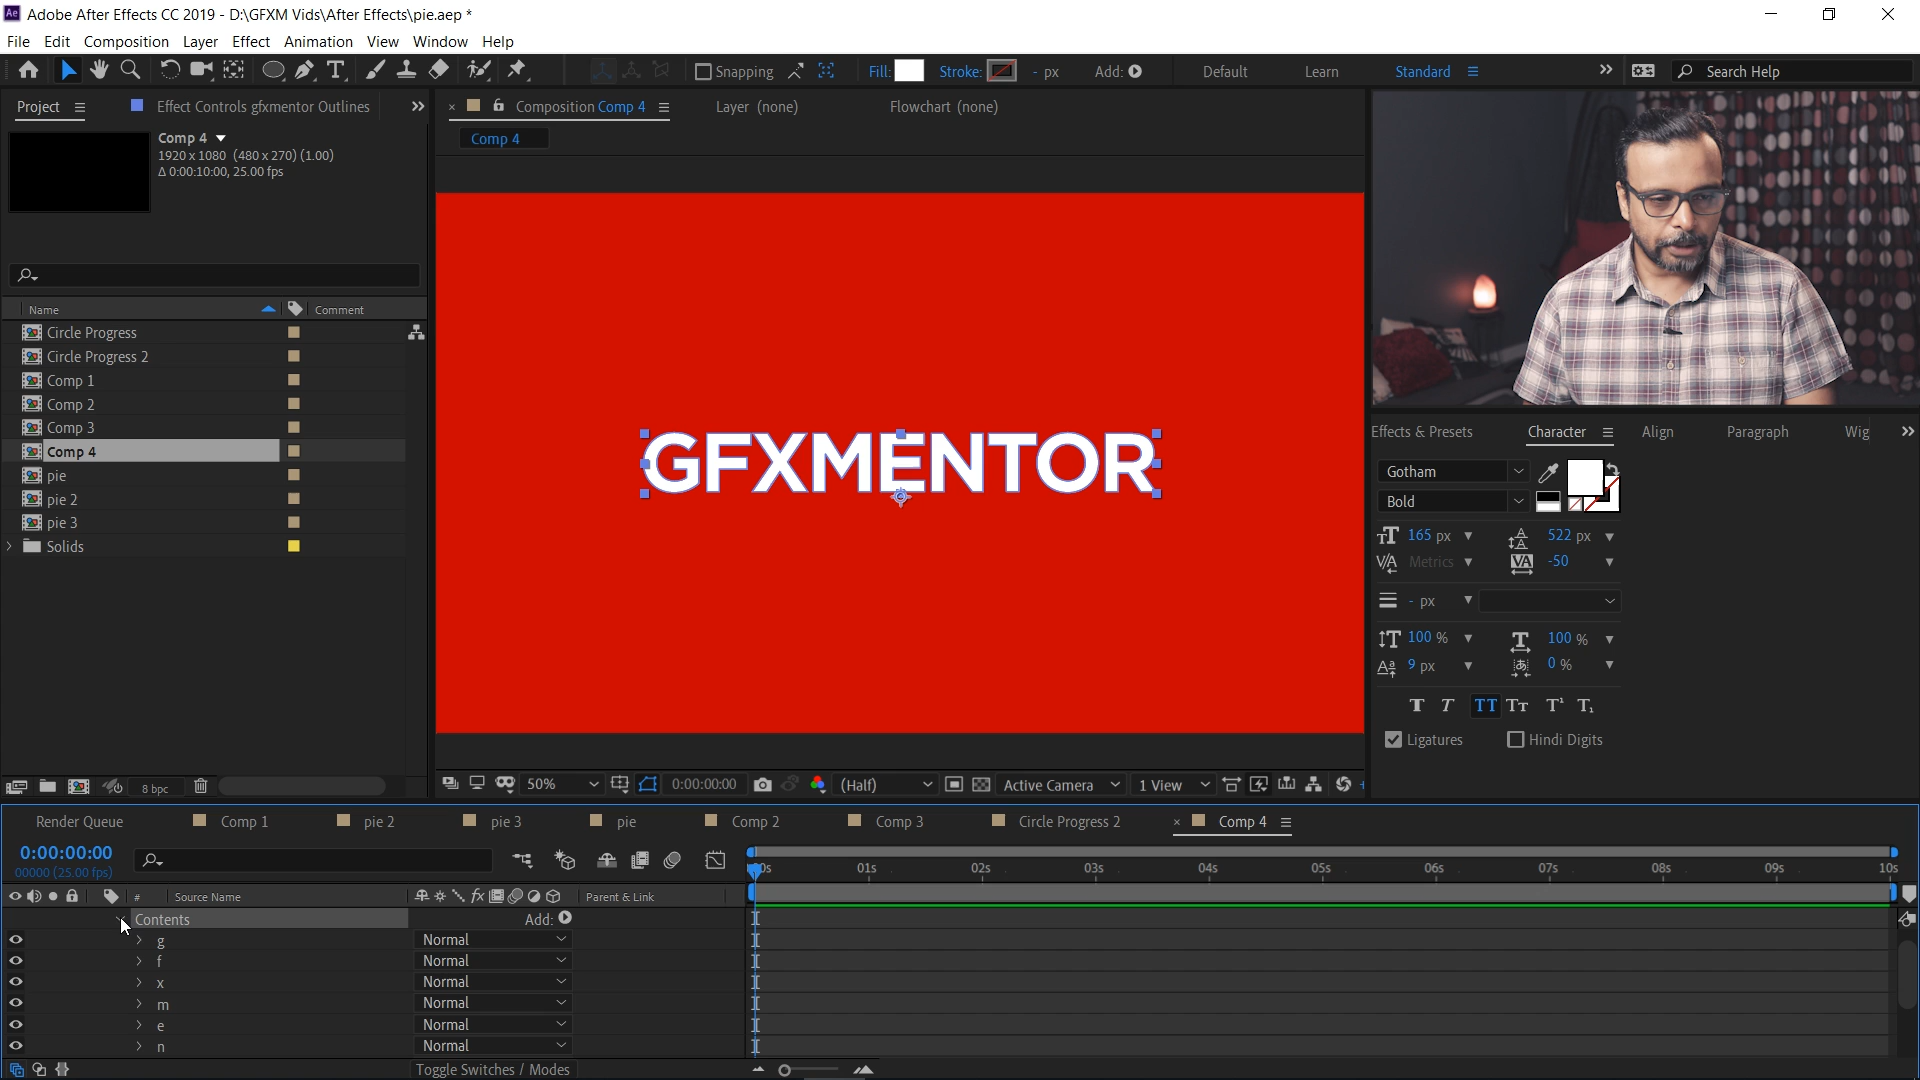 Adobe After Effects CC 2019 - D:\GFXM Vids\After Effects\pie.aep *
File Edit Composition Layer Effect Animation View Window Help
Snapping Fill: Stroke: - px Add: Default Learn Standard Search Help
Project Effect Controls gfxmentor Outlines
Composition Comp 4 Layer (none) Flowchart (none)
Comp 4
Comp 4
1920 x 1080 (480 x 270) (1.00)
Δ 0:00:10:00, 25.00 fps
Name Comment
Circle Progress
Circle Progress 2
Comp 1
Comp 2
Comp 3
Comp 4
pie
pie 2
pie 3
Solids
8 bpc
GFXMENTOR
50% 0:00:00:00 (Half) Active Camera 1 View
Effects & Presets Character Align Paragraph Wig
Gotham
Bold
165 px 522 px
Metrics -50
- px
100 % 100 %
9 px 0 %
Ligatures Hindi Digits
Render Queue Comp 1 pie 2 pie 3 pie Comp 2 Comp 3 Circle Progress 2 Comp 4
0:00:00:00
00000 (25.00 fps)
0s 01s 02s 03s 04s 05s 06s 07s 08s 09s 10s
# Source Name Parent & Link
Contents Add:
g Normal
f Normal
x Normal
m Normal
e Normal
n Normal
Toggle Switches / Modes